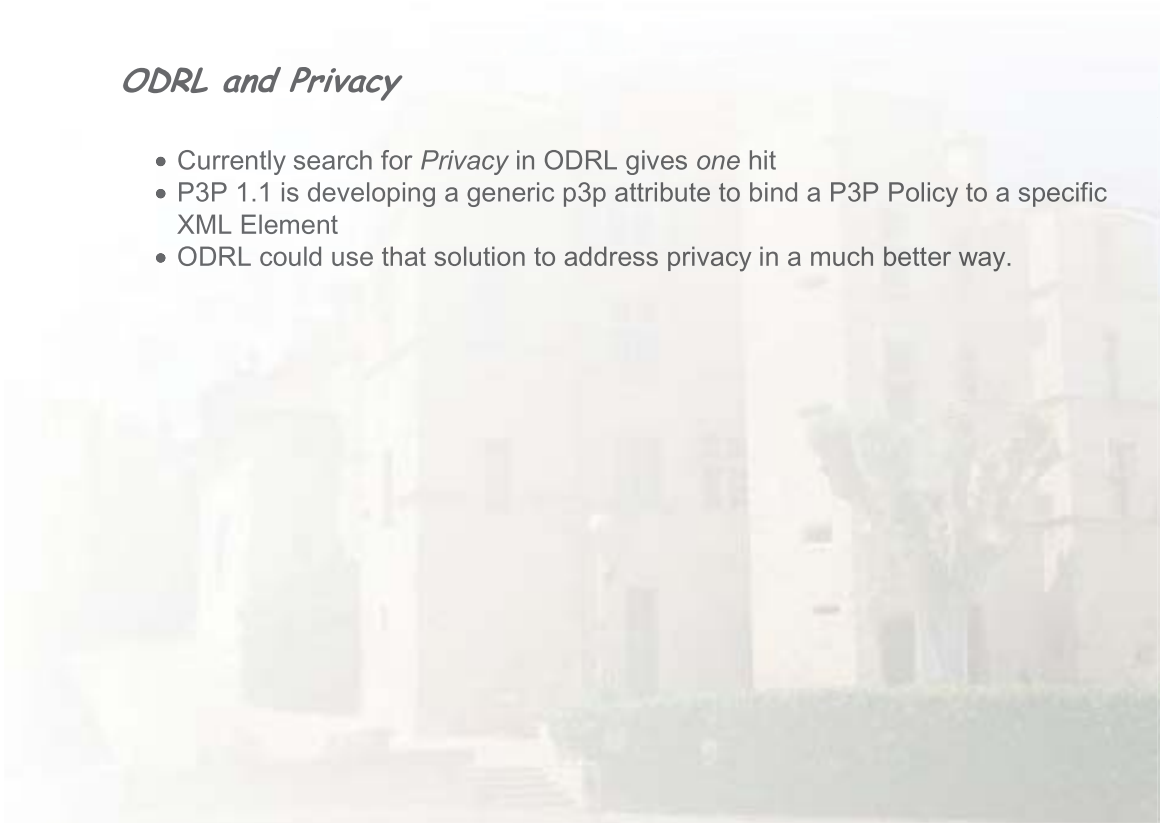 ODRL and Privacy
• Currently search for Privacy in ODRL gives one hit
• P3P 1.1 is developing a generic p3p attribute to bind a P3P Policy to a specific
XML Element
• ODRL could use that solution to address privacy in a much better way.